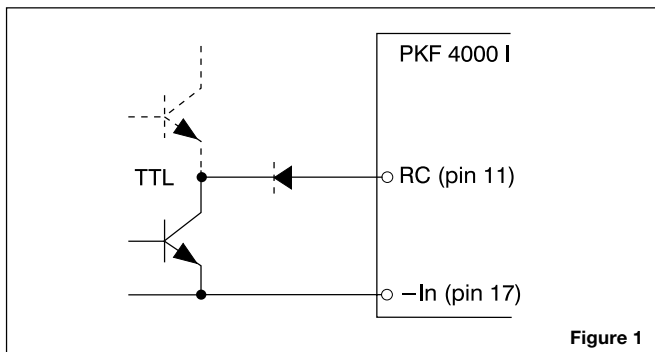 PKF 4000 I
TTL
RC (pin 11)
–In (pin 17)
Figure 1